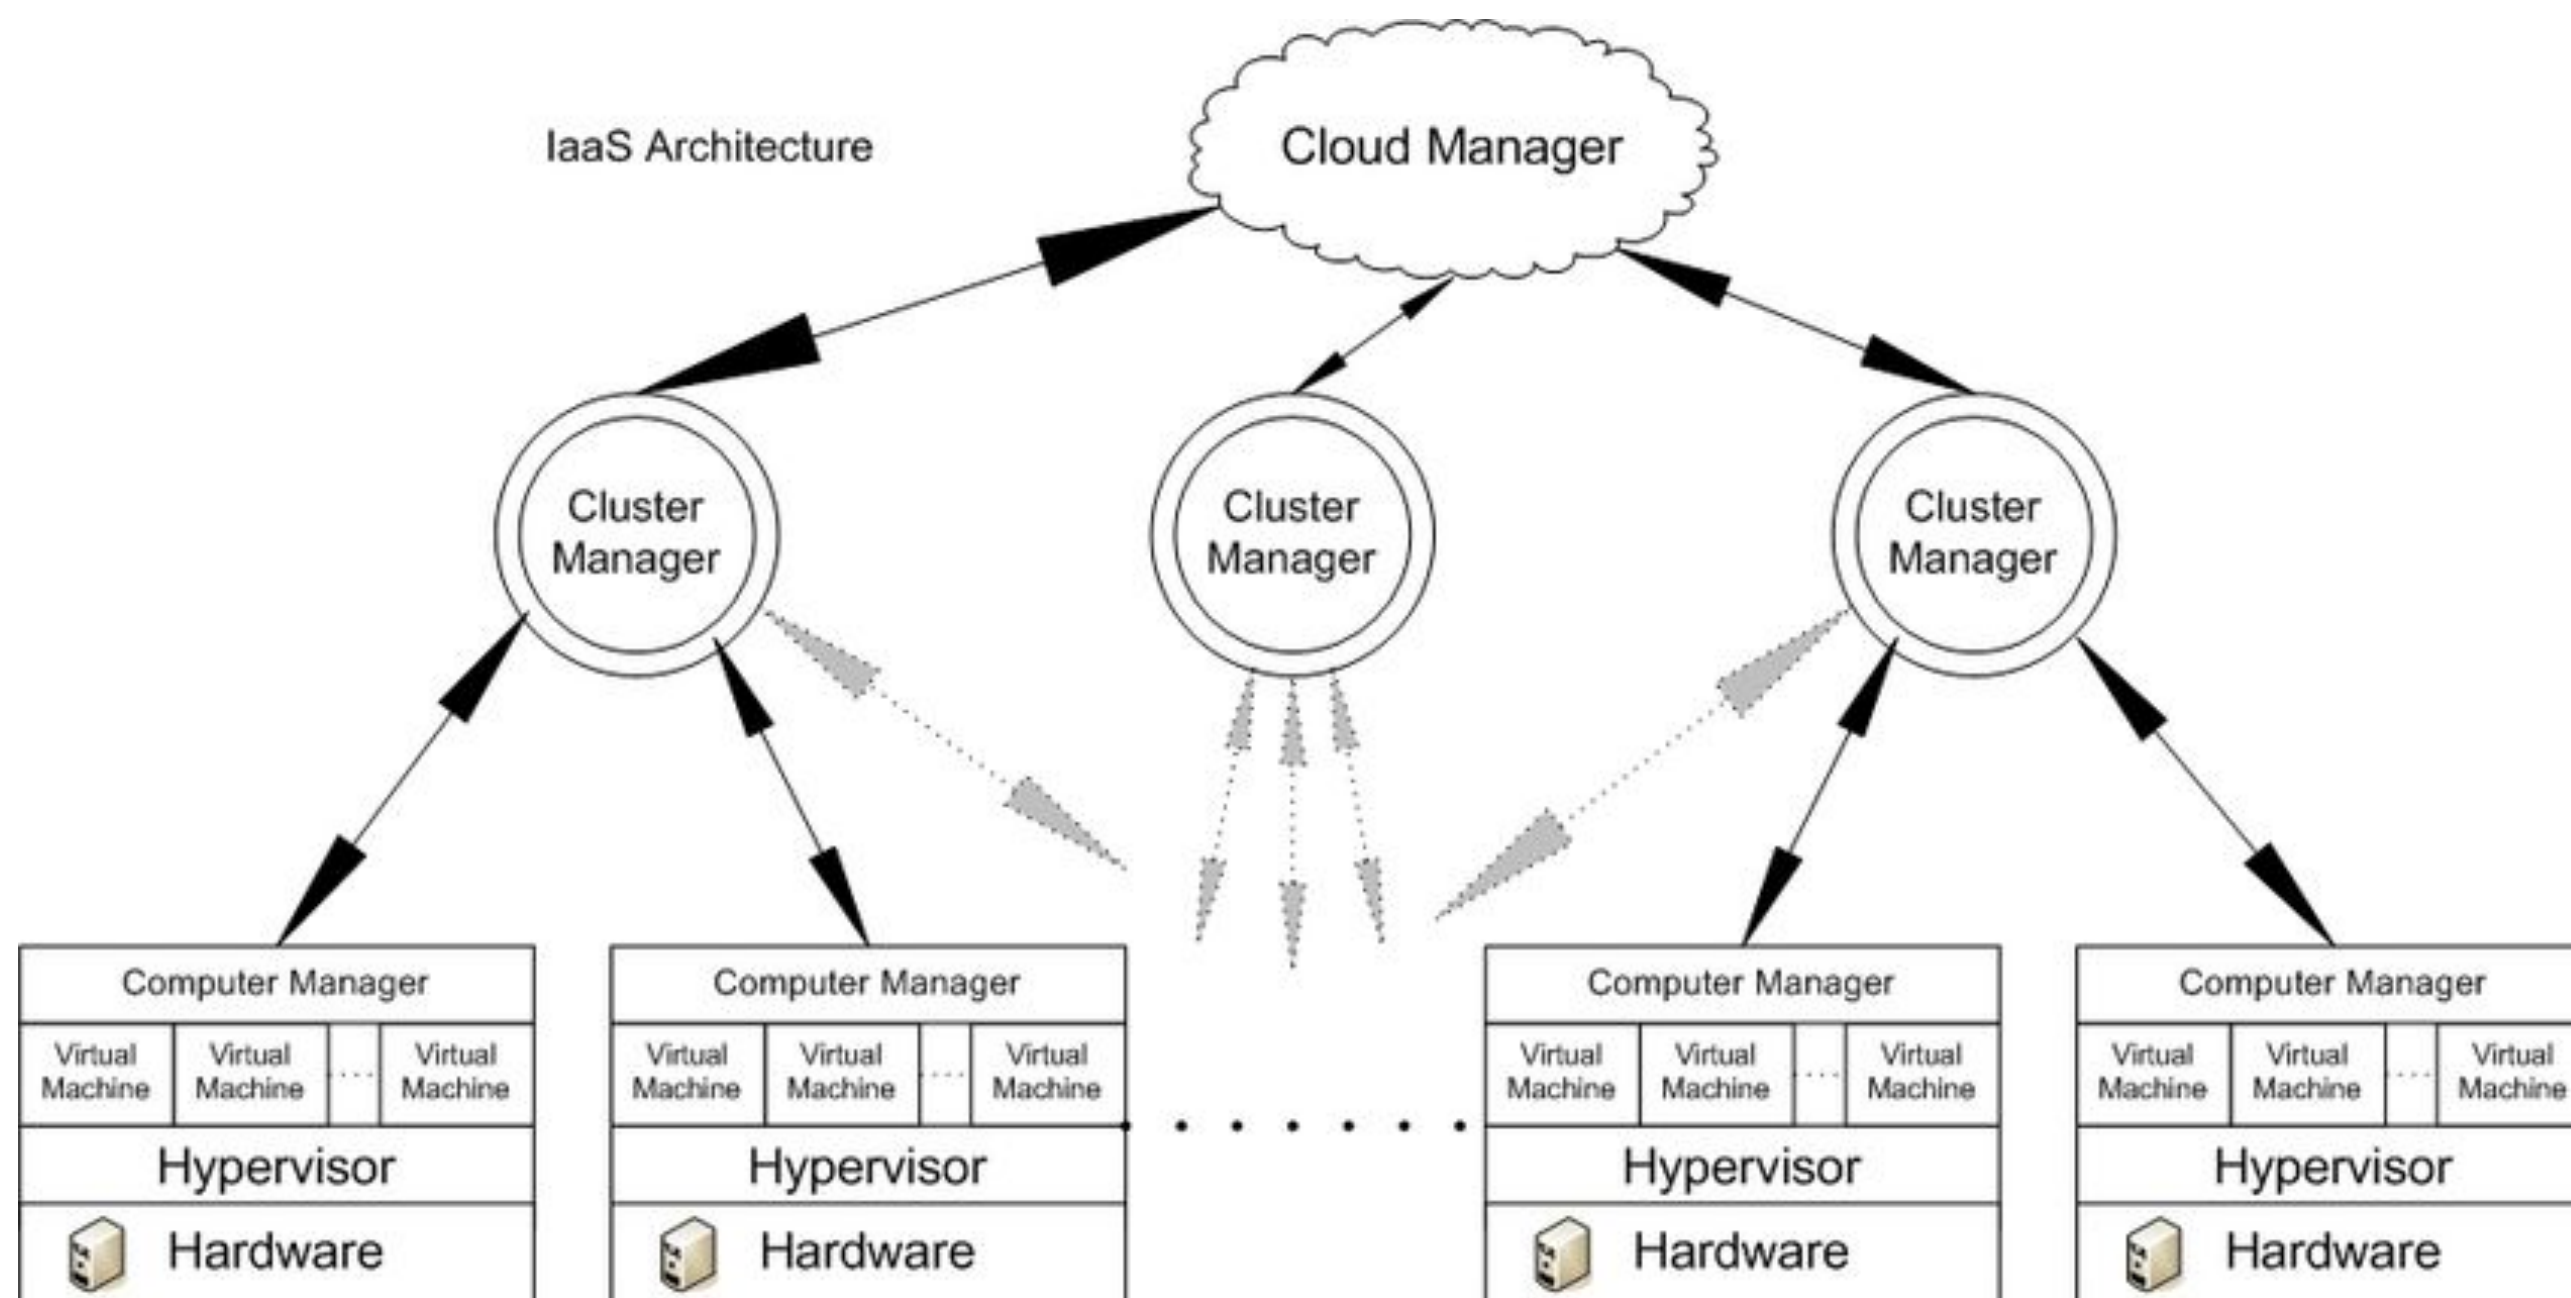 IaaS Architecture
Cloud Manager
Cluster
Manager
Cluster
Manager
Cluster
Manager
Computer Manager
Virtual
Machine
Virtual
Machine
.....
Virtual
Machine
Hypervisor
Hardware
Computer Manager
Virtual
Machine
Virtual
Machine
.....
Virtual
Machine
Hypervisor
Hardware
Computer Manager
Virtual
Machine
Virtual
Machine
.....
Virtual
Machine
Hypervisor
Hardware
Computer Manager
Virtual
Machine
Virtual
Machine
.....
Virtual
Machine
Hypervisor
Hardware